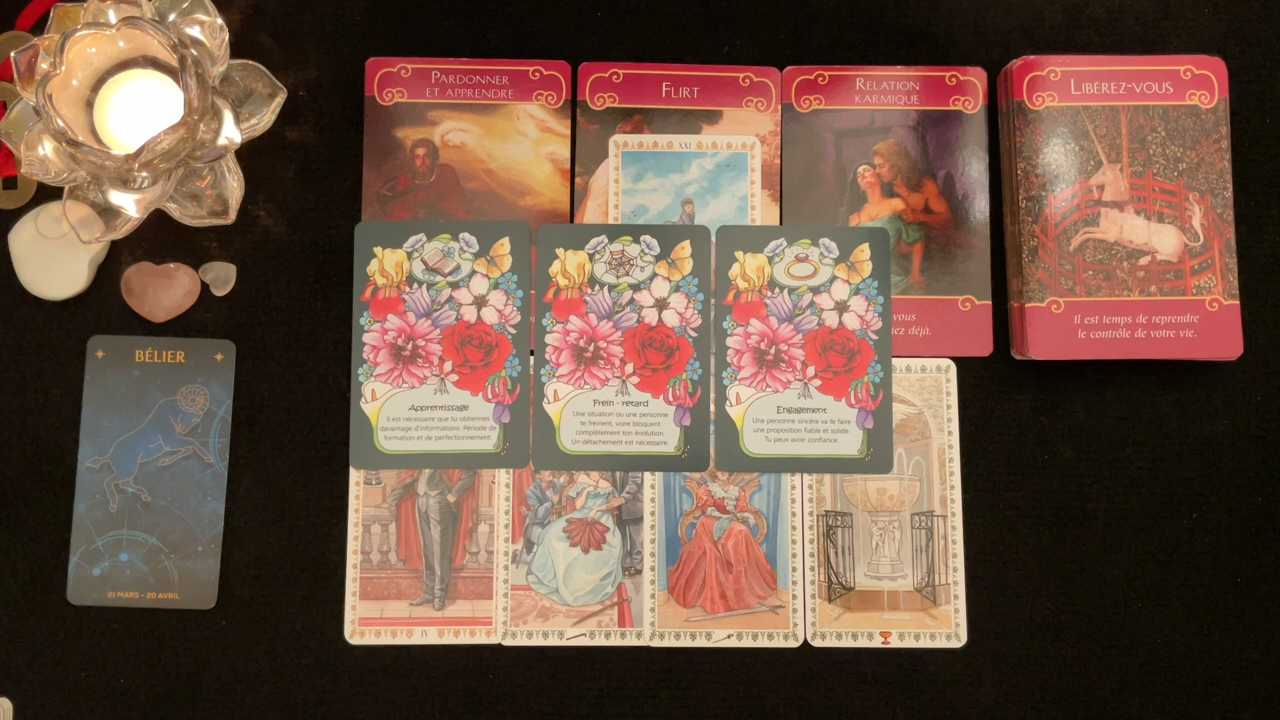 PARDONNER
ET APPRENDRE
FLIRT
RELATION
KARMIQUE
LIBÉREZ-VOUS
XXI
vous
iez déjà.
Il est temps de reprendre
le contrôle de votre vie.
BÉLIER
21 MARS - 20 AVRIL
Apprentissage
Il est nécessaire que tu obtiennes
davantage d'informations. Période de
formation et de perfectionnement.
Frein - retard
Une situation ou une personne
te freinent, voire bloquent
complètement ton évolution.
Un détachement est nécessaire.
Engagement
Une personne sincère va te faire
une proposition fiable et solide.
Tu peux avoir confiance.
IV